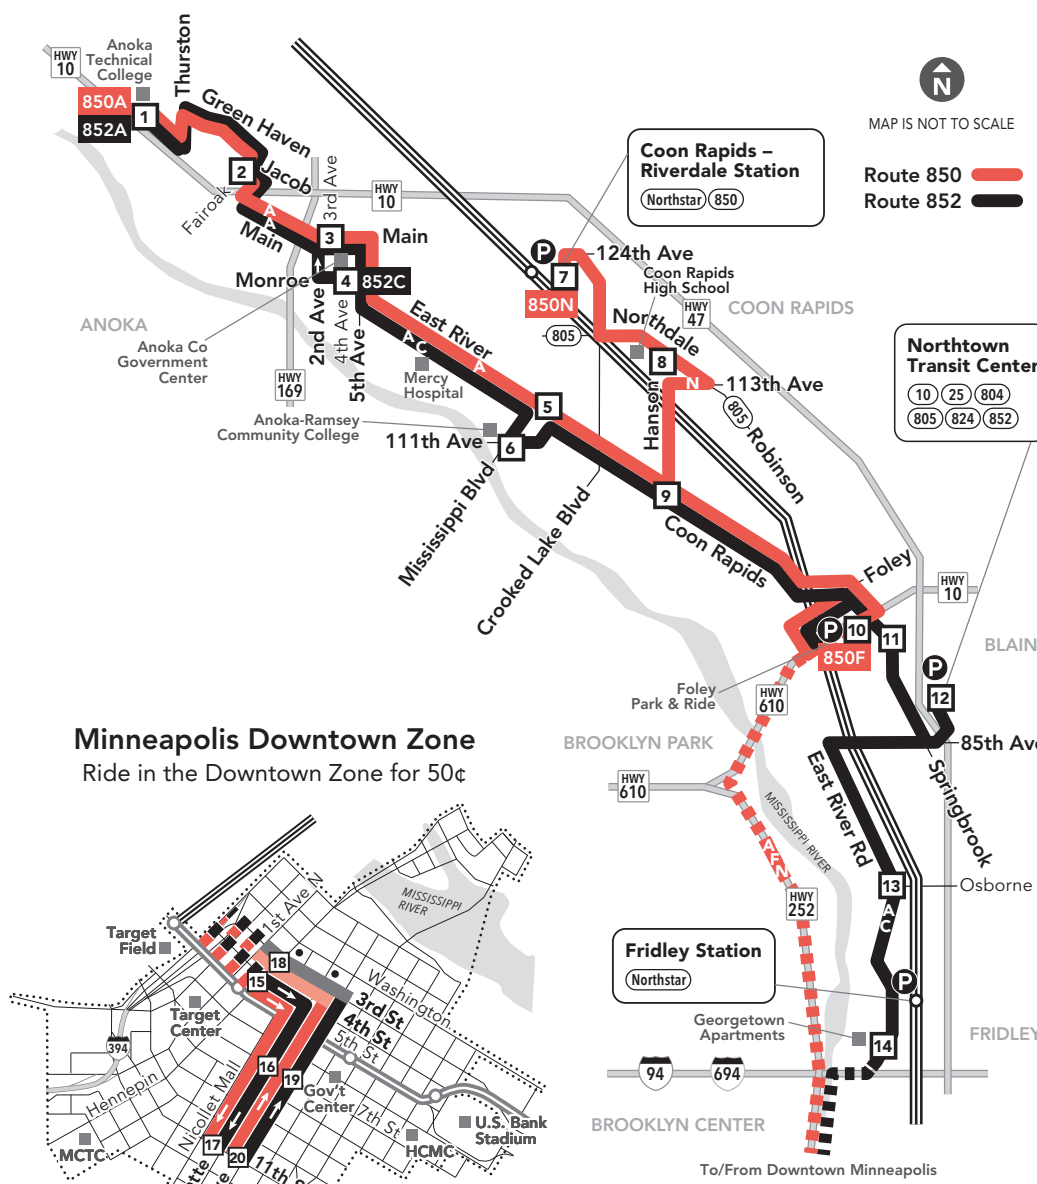 Anoka
Technical
College
HWY
10
850A
852A
1
Thurston
Green Haven
Jacob
2
Fairoak
3rd Ave
HWY
10
A
A
Main
3
Main
Monroe
4
852C
2nd Ave
4th Ave
5th Ave
ANOKA
Anoka Co
Government
Center
HWY
169
East River
A C
A
Mercy
Hospital
Anoka-Ramsey
Community College
5
111th Ave
6
Mississippi Blvd
Crooked Lake Blvd
N
MAP IS NOT TO SCALE
Route 850
Route 852
Coon Rapids –
Riverdale Station
Northstar
850
P
7
124th Ave
850N
805
Coon Rapids
High School
Northdale
HWY
47
COON RAPIDS
8
N
113th Ave
Hanson
805
Robinson
9
Coon Rapids
Northtown
Transit Center
10
25
804
805
824
852
Foley
HWY
10
P
10
11
850F
BLAIN
P
12
Foley
Park & Ride
HWY
610
BROOKLYN PARK
85th Ave
HWY
610
Springbrook
East River Rd
MISSISSIPPI RIVER
AFN
HWY
252
13
Osborne
A
C
Fridley Station
Northstar
P
Georgetown
Apartments
14
FRIDLEY
94
694
BROOKLYN CENTER
To/From Downtown Minneapolis
Minneapolis Downtown Zone
Ride in the Downtown Zone for 50¢
MISSISSIPPI
RIVER
1st Ave N
Target
Field
18
15
Washington
3rd St
4th St
5th St
Target
Center
394
16
19
Gov't
Center
Hennepin
Nicollet Mall
7th St
U.S. Bank
Stadium
MCTC
HCMC
17
20
11th S